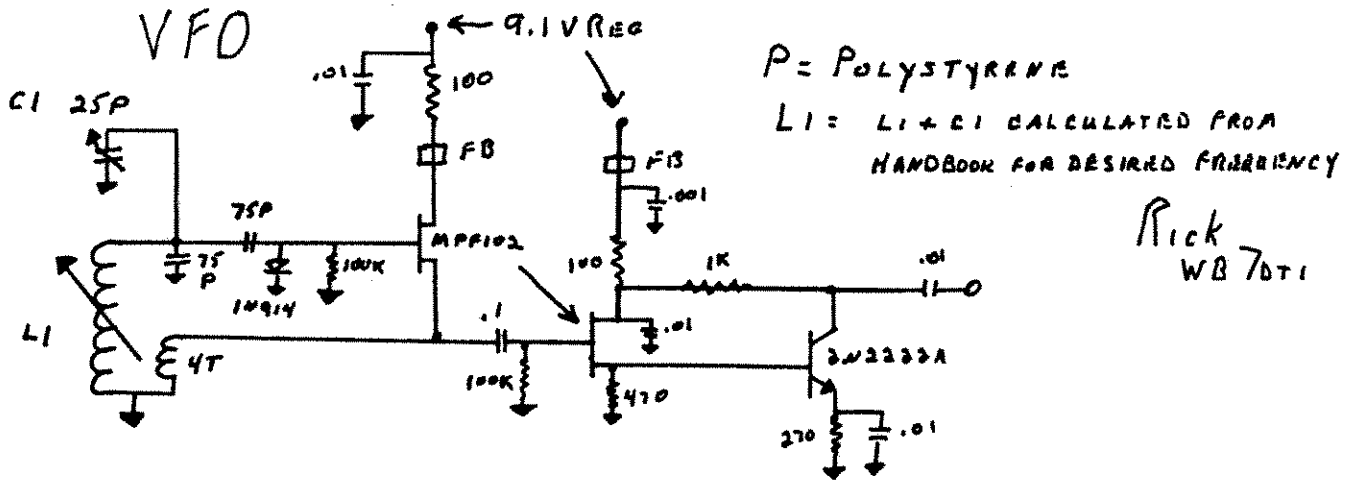 VFO
9.1 V REG
.01
100
P = POLYSTYRENE
C1 25P
FB
FB
L1 = L1 + C1 CALCULATED FROM
HANDBOOK FOR DESIRED FREQUENCY
.001
75P
MPF102
Rick
WB7DTI
75
P
100K
100
1K
.01
1N914
L1
4T
.1
.01
2N2222A
100K
470
270
.01